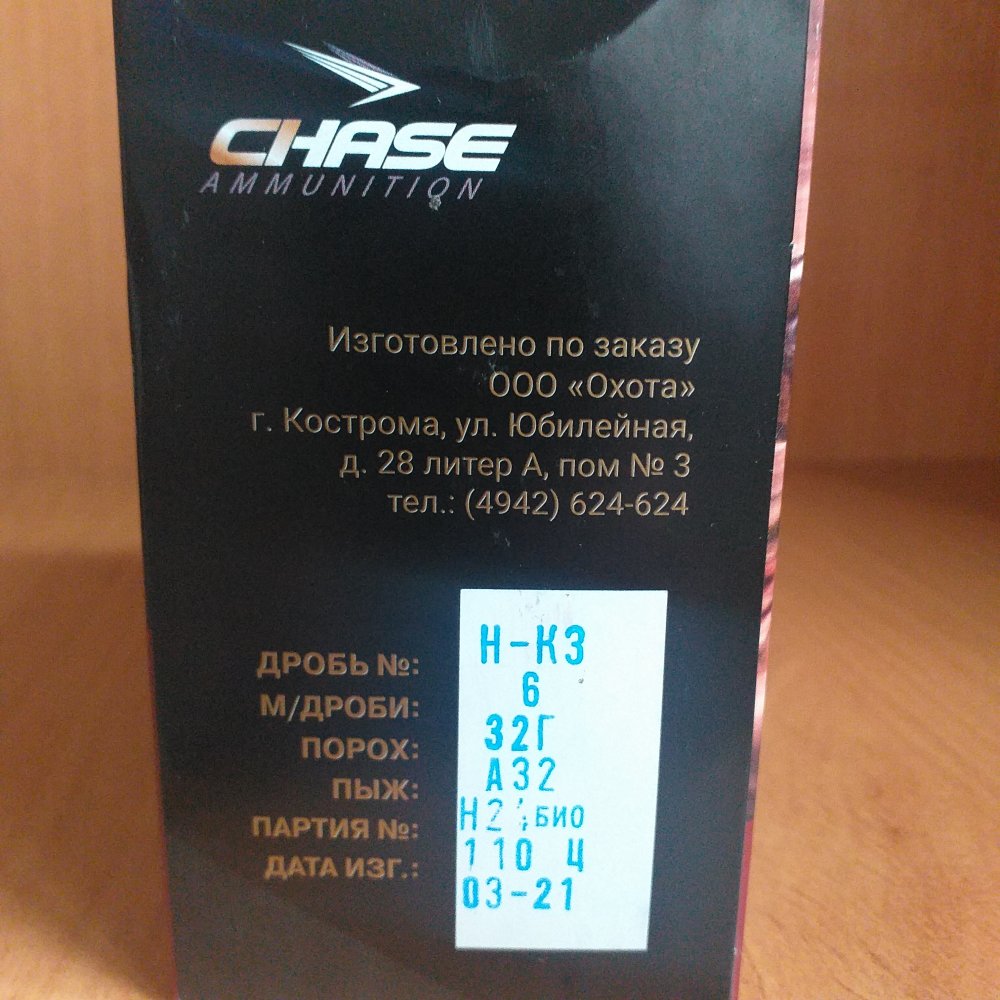 CHASE
AMMUNITION
Изготовлено по заказу
ООО «Охота»
г. Кострома, ул. Юбилейная,
д. 28 литер А, пом № 3
тел.: (4942) 624-624
Н-КЗ
ДРОБЬ №: 6
М/ДРОБИ: 32Г
ПОРОХ: А32
ПЫЖ: БИО
ПАРТИЯ №: 110 Ц
ДАТА ИЗГ.: 03-21